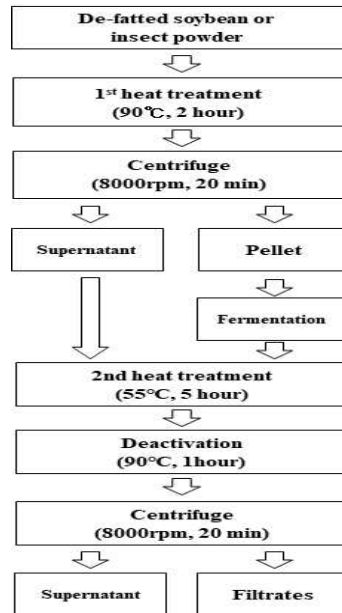 De-fatted soybean or
insect powder
1st heat treatment
(90℃, 2 hour)
Centrifuge
(8000rpm, 20 min)
Supernatant
Pellet
Fermentation
2nd heat treatment
(55°C, 5 hour)
Deactivation
(90°C, 1hour)
Centrifuge
(8000rpm, 20 min)
Supernatant
Filtrates